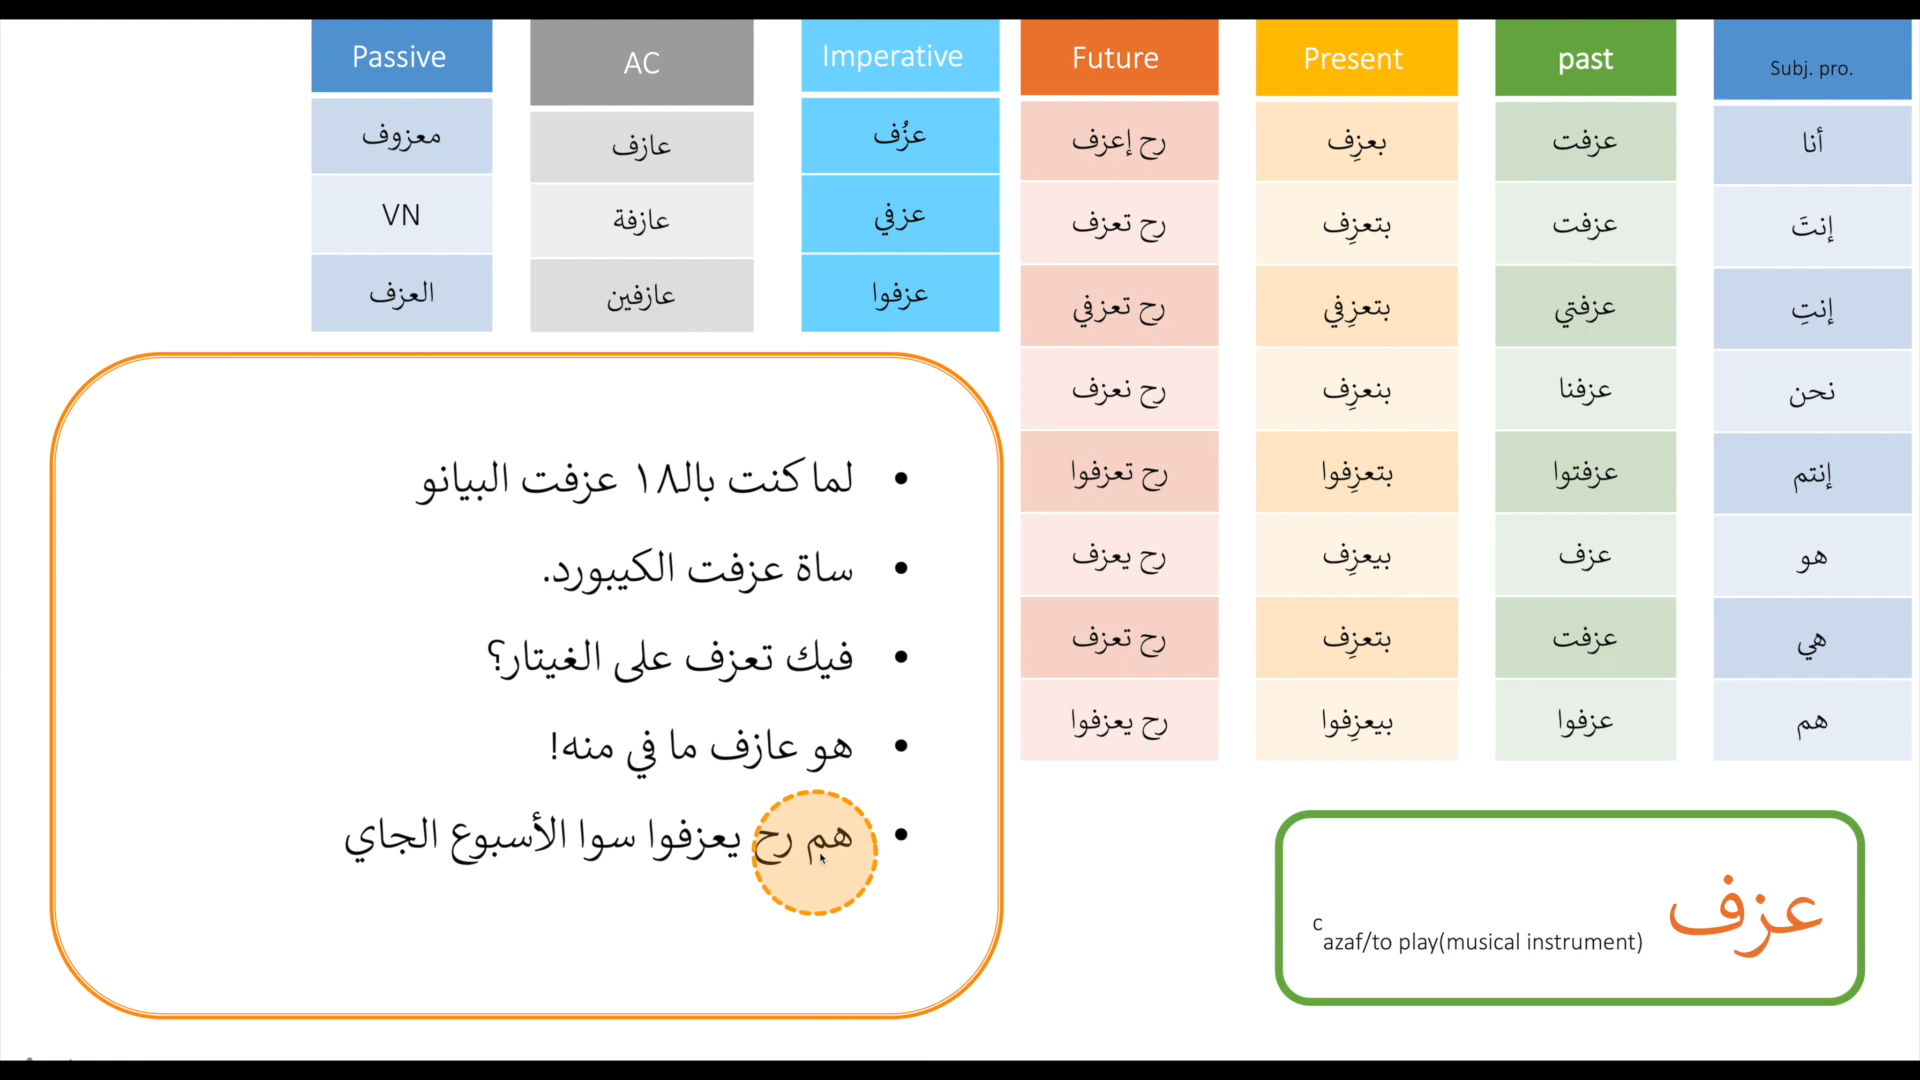 Subj. pro.
أنا
إنتَ
إنتِ
نحن
إنتم
هو
هي
هم
past
عزفت
عزفت
عزفتي
عزفنا
عزفتوا
عزف
عزفت
عزفوا
Present
بعزِف
بتعزِف
بتعزِفي
بنعزِف
بتعزِفوا
بيعزِف
بتعزِف
بيعزِفوا
Future
رح إعزف
رح تعزف
رح تعزفي
رح نعزف
رح تعزفوا
رح يعزف
رح تعزف
رح يعزفوا
Imperative
عزُف
عزفي
عزفوا
AC
عازف
عازفة
عازفين
Passive
معزوف
VN
العزف
• لما كنت بالـ١٨ عزفت البيانو
• ساة عزفت الكيبورد.
• فيك تعزف على الغيتار؟
• هو عازف ما في منه!
• هم رح يعزفوا سوا الأسبوع الجاي
عزف
c azaf/to play(musical instrument)